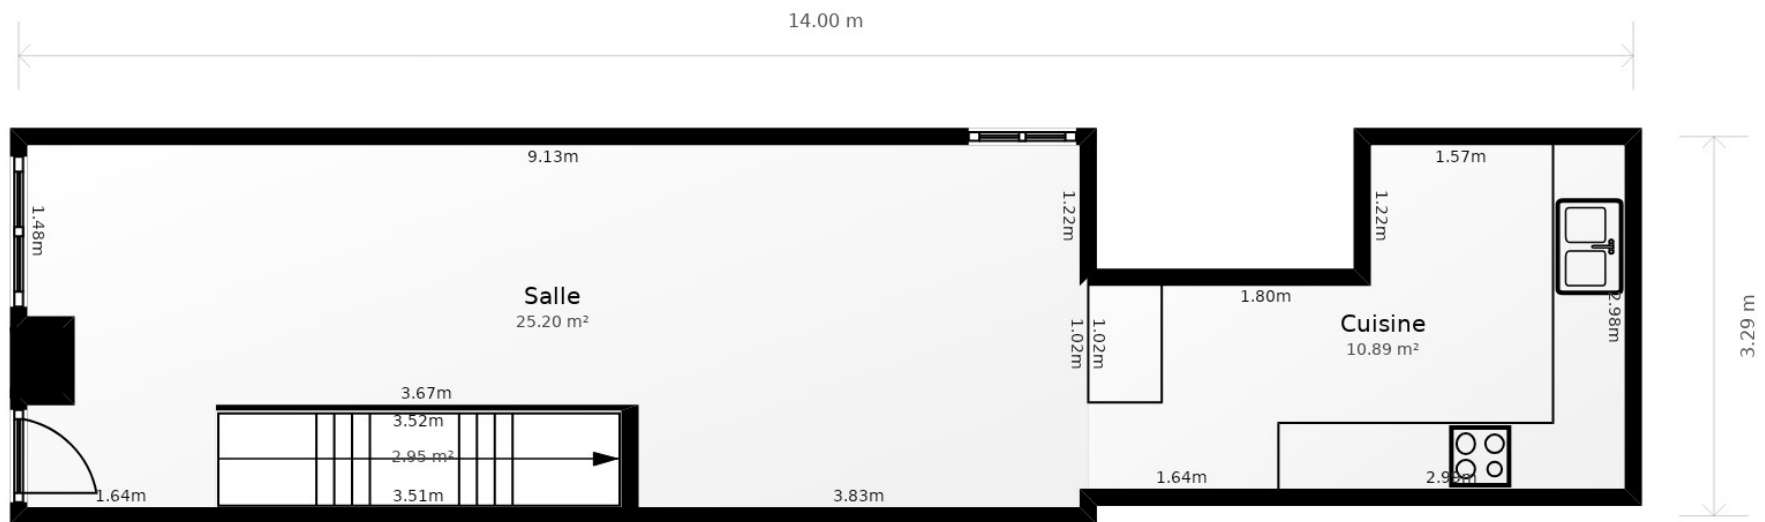 14.00 m
9.13m
1.57m
1.48m
1.22m
1.22m
Salle
25.20 m²
1.80m
2.98m
3.29 m
Cuisine
10.89 m²
1.02m
1.02m
3.67m
3.52m
2.95 m²
3.51m
1.64m
3.83m
1.64m